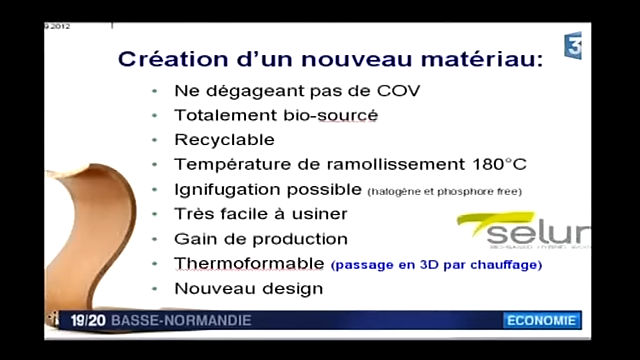 2012
Création d'un nouveau matériau:
3
• Ne dégageant pas de COV
• Totalement bio-sourcé
• Recyclable
• Température de ramollissement 180°C
• Ignifugation possible (halogène et phosphore free)
• Très facile à usiner
• Gain de production
• Thermoformable (passage en 3D par chauffage)
• Nouveau design
selun
19/20 BASSE-NORMANDIE
ECONOMIE